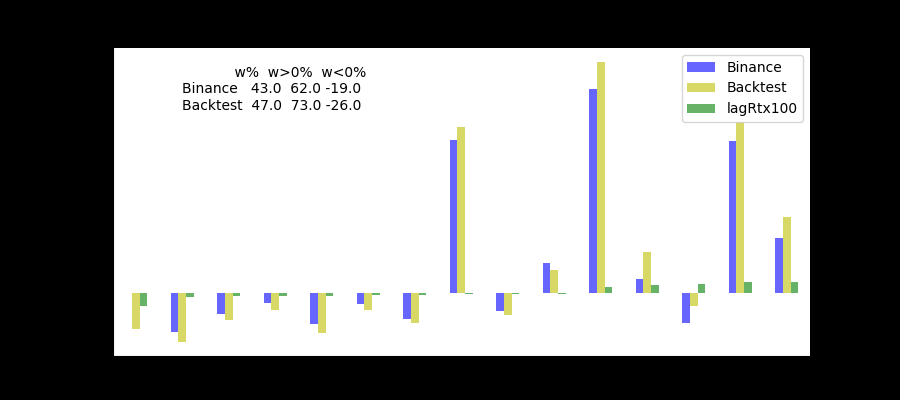 w% w>0% w<0%
Binance 43.0 62.0 -19.0
Backtest 47.0 73.0 -26.0
Binance
Backtest
lagRtx100